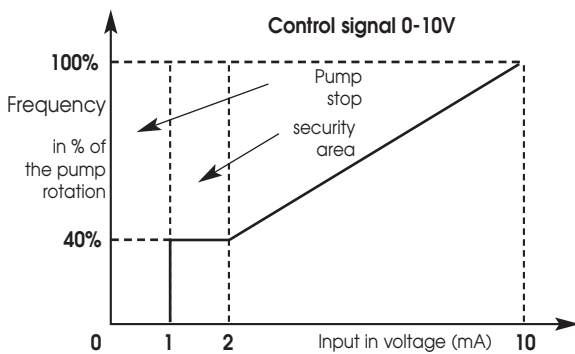 Control signal 0-10V
100%
Pump
stop
Frequency
security
area
in % of
the pump
rotation
40%
0 1 2 Input in voltage (mA) 10